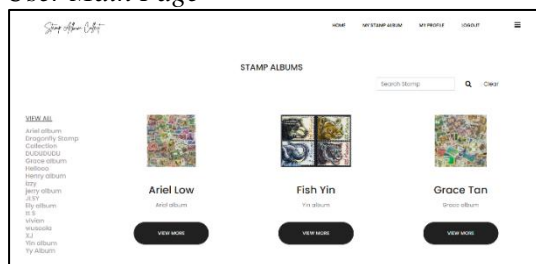 User Main Page
Stamp Album Collect
HOME MY STAMP ALBUM MY PROFILE LOGOUT
STAMP ALBUMS
Search Stamp Clear
VIEW ALL
Ariel album
Dragonfly Stamp
Collection
DUDUDUDU
Grace album
Hellooo
Henry album
Izzy
jerry album
JLSY
lily album
vivian
XJ
Yin album
Yy Album
Ariel Low
Ariel album
VIEW MORE
Fish Yin
Yin album
VIEW MORE
Grace Tan
Grace album
VIEW MORE